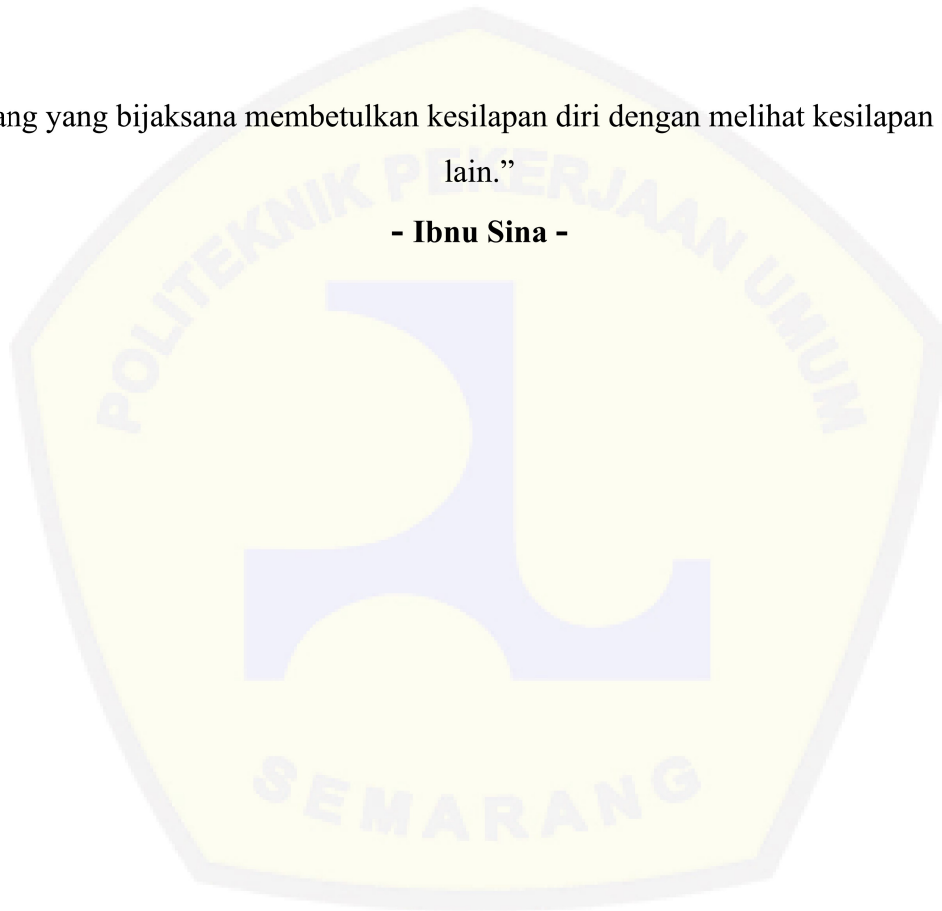 ang yang bijaksana membetulkan kesilapan diri dengan melihat kesilapan
lain.”
- Ibnu Sina -
POLITEKNIK PEKERJAAN UMUM
SEMARANG